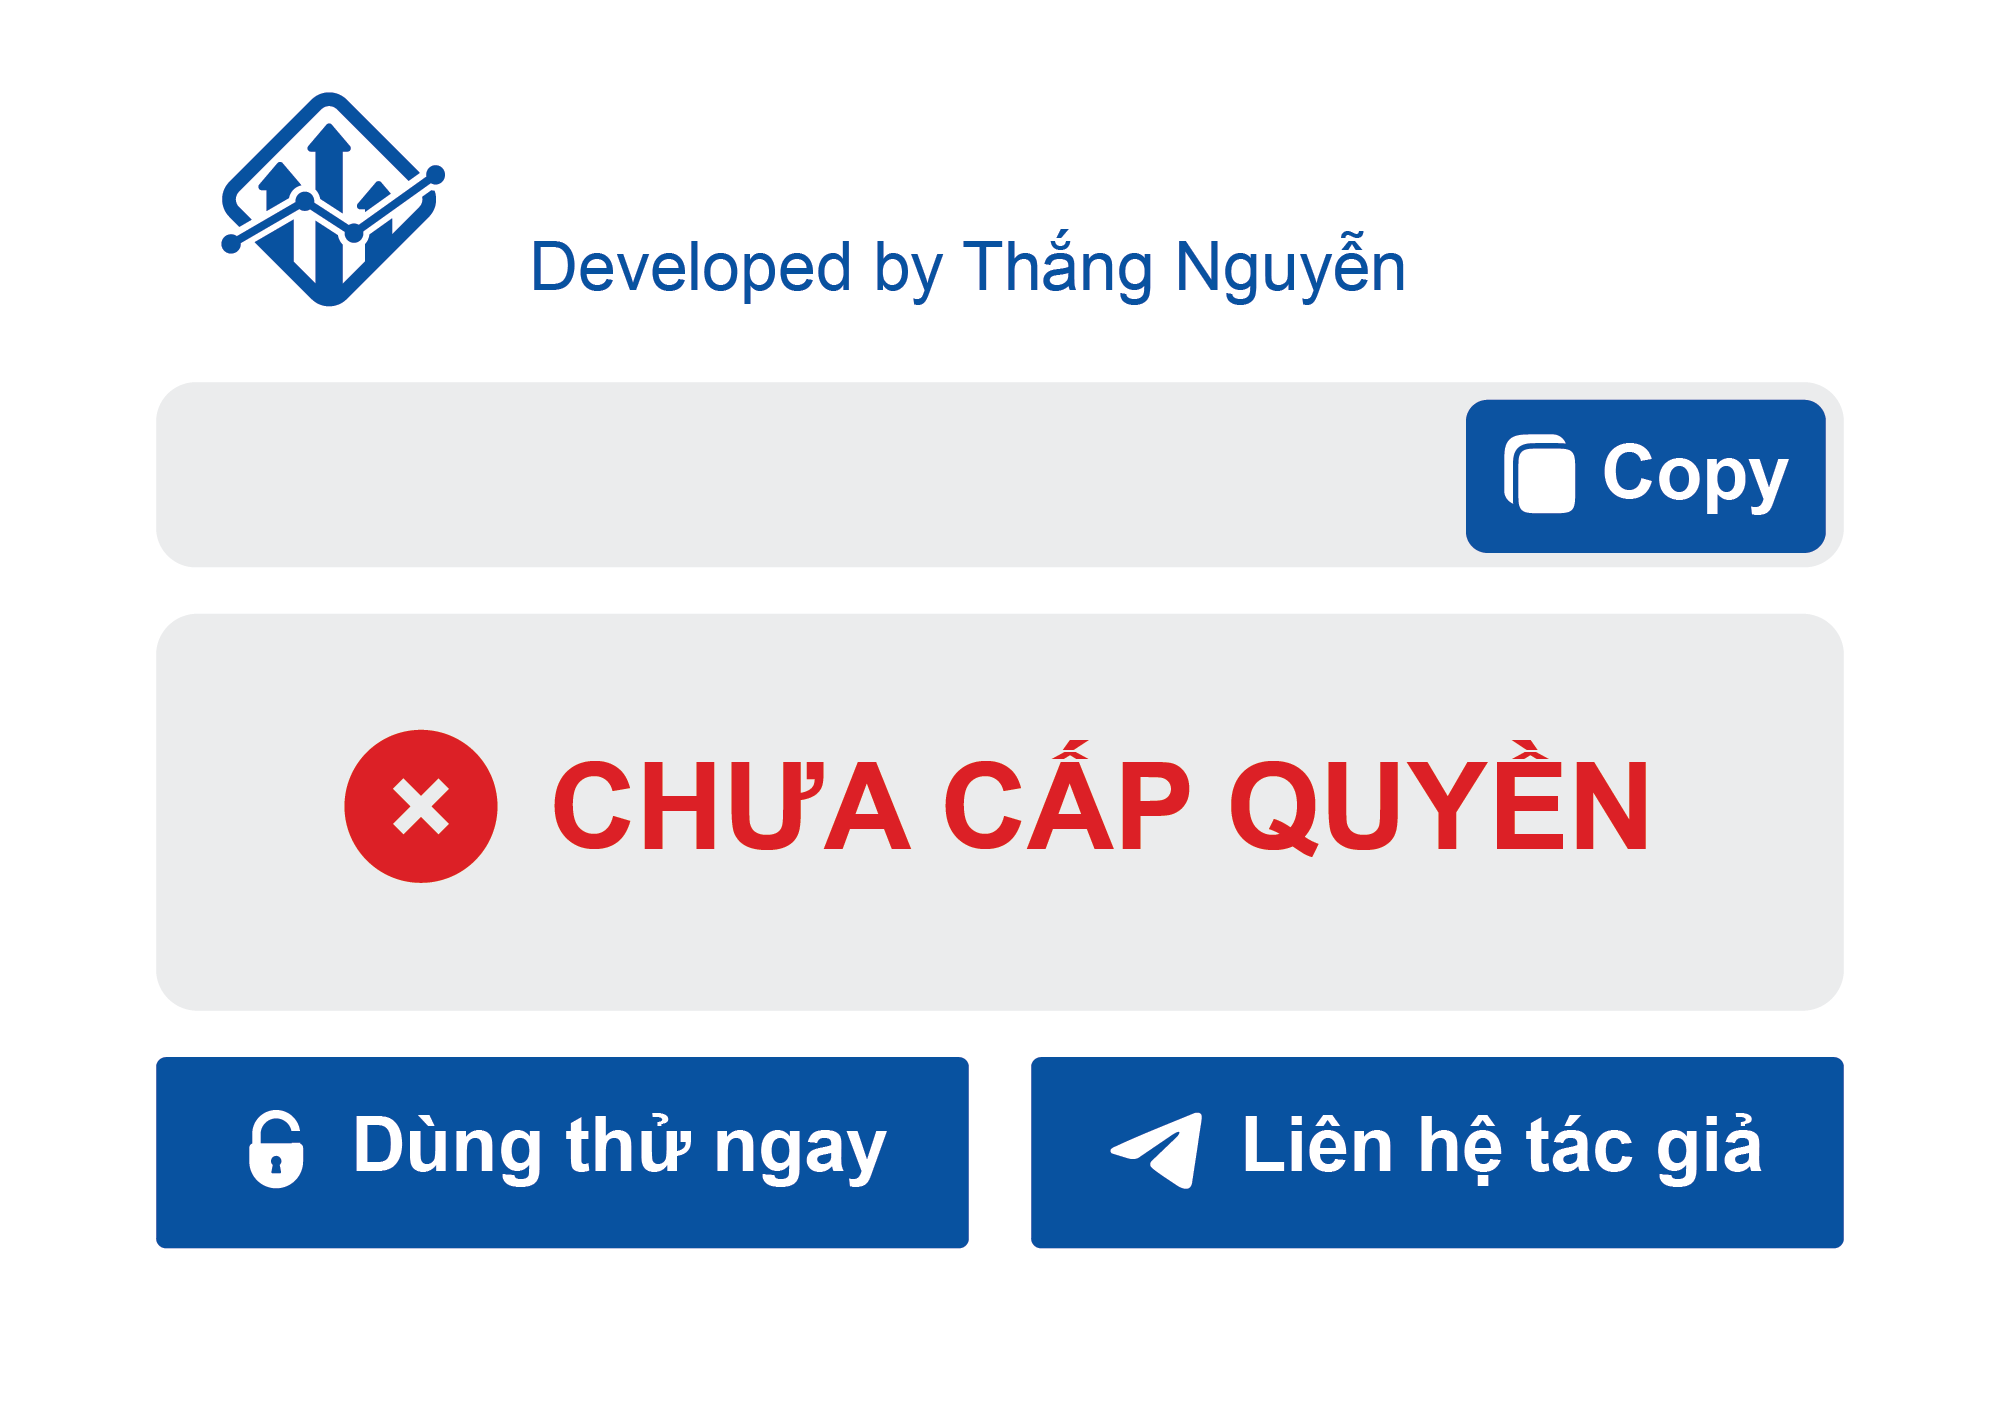 Developed by Thắng Nguyễn
Copy
CHƯA CẤP QUYỀN
Dùng thử ngay
Liên hệ tác giả